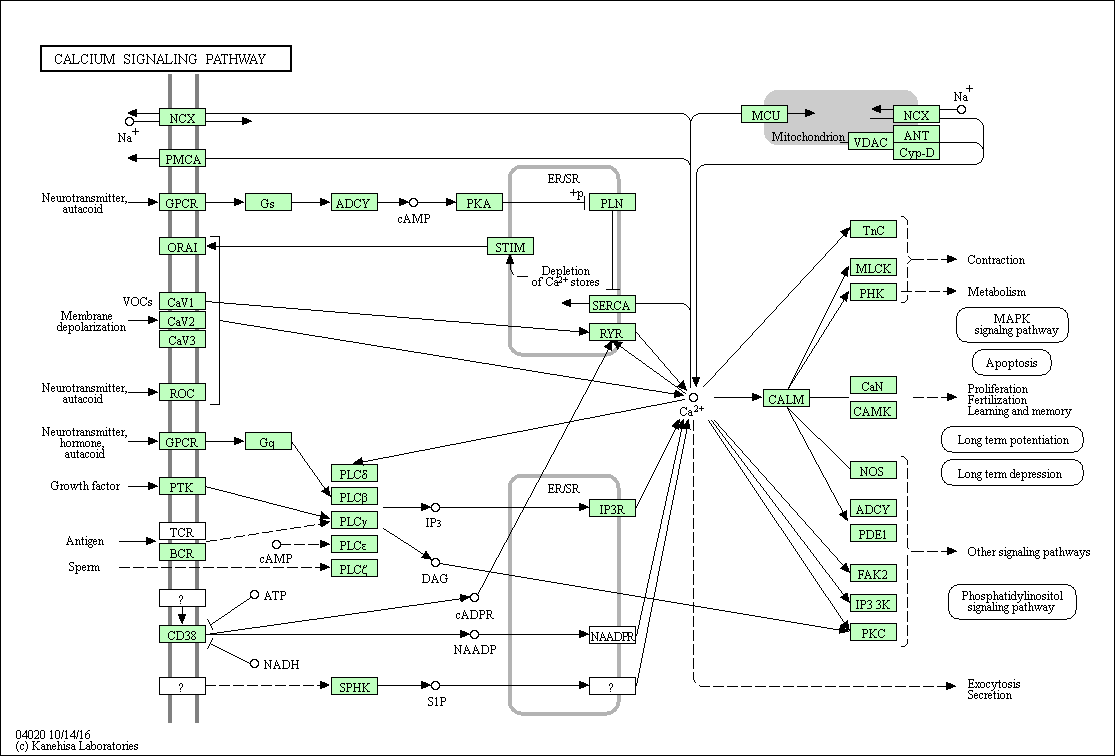 CALCIUM SIGNALING PATHWAY
NCX
Na+
MCU
NCX
Na+
Mitochondrion
VDAC
ANT
Cyp-D
PMCA
Neurotransmitter,
autacoid
GPCR
Gs
ADCY
cAMP
PKA
ER/SR
+p
PLN
ORAI
STIM
Depletion
of Ca2+ stores
SERCA
RYR
VOCs
CaV1
Membrane
depolarization
CaV2
CaV3
Neurotransmitter,
autacoid
ROC
Neurotransmitter,
hormone,
autacoid
GPCR
Gq
Growth factor
PTK
Antigen
TCR
BCR
Sperm
cAMP
PLCδ
PLCβ
PLCγ
PLCε
PLCζ
IP3
DAG
ER/SR
IP3R
?
ATP
CD38
NADH
cADPR
NAADP
NAADPR
?
SPHK
S1P
?
Ca2+
CALM
TnC
MLCK
PHK
CaN
CAMK
NOS
ADCY
PDE1
FAK2
IP3 3K
PKC
Contraction
Metabolism
MAPK
signalng pathway
Apoptosis
Proliferation
Fertilization
Learning and memory
Long term potentiation
Long term depression
Other signaling pathways
Phosphatidylinositol
signaling pathway
Exocytosis
Secretion
04020 10/14/16
(c) Kanehisa Laboratories